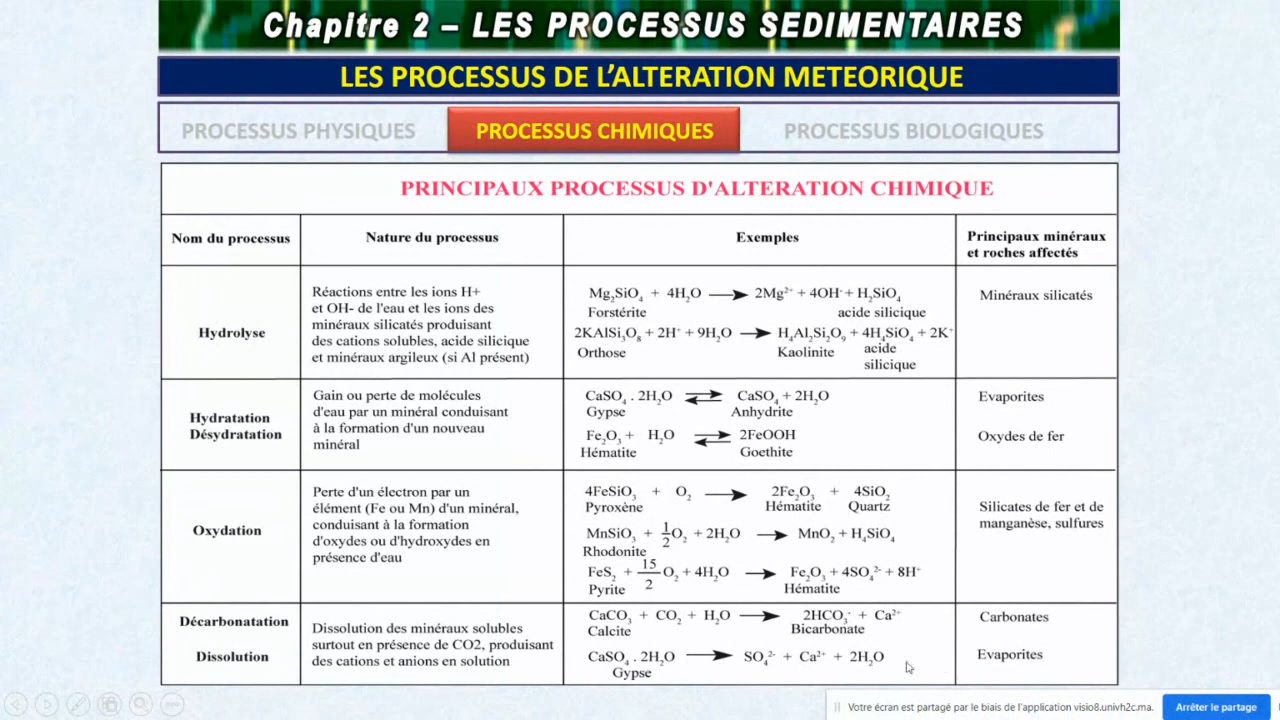 Chapitre 2 – LES PROCESSUS SEDIMENTAIRES
LES PROCESSUS DE L'ALTERATION METEORIQUE
PROCESSUS PHYSIQUES
PROCESSUS CHIMIQUES
PROCESSUS BIOLOGIQUES
PRINCIPAUX PROCESSUS D'ALTERATION CHIMIQUE
Nom du processus
Nature du processus
Exemples
Principaux minéraux
et roches affectés
Hydrolyse
Réactions entre les ions H+
et OH- de l'eau et les ions des
minéraux silicatés produisant
des cations solubles, acide silicique
et minéraux argileux (si Al présent)
Mg₂SiO₄ + 4H₂O ⟶ 2Mg²⁺ + 4OH⁻ + H₂SiO₄
Forstérite acide silicique
2KAlSi₃O₈ + 2H⁺ + 9H₂O ⟶ H₄Al₂Si₂O₉ + 4H₄SiO₄ + 2K⁺
Orthose Kaolinite acide
silicique
Minéraux silicatés
Hydratation
Désydratation
Gain ou perte de molécules
d'eau par un minéral conduisant
à la formation d'un nouveau
minéral
CaSO₄ . 2H₂O ⇄ CaSO₄ + 2H₂O
Gypse Anhydrite
Fe₂O₃ + H₂O ⇄ 2FeOOH
Hématite Goethite
Evaporites
Oxydes de fer
Oxydation
Perte d'un électron par un
élément (Fe ou Mn) d'un minéral,
conduisant à la formation
d'oxydes ou d'hydroxydes en
présence d'eau
4FeSiO₃ + O₂ ⟶ 2Fe₂O₃ + 4SiO₂
Pyroxène Hématite Quartz
MnSiO₃ + 1/2 O₂ + 2H₂O ⟶ MnO₂ + H₄SiO₄
Rhodonite
FeS₂ + 15/2 O₂ + 4H₂O ⟶ Fe₂O₃ + 4SO₄²⁻ + 8H⁺
Pyrite Hématite
Silicates de fer et de
manganèse, sulfures
Décarbonatation
Dissolution
Dissolution des minéraux solubles
surtout en présence de CO2, produisant
des cations et anions en solution
CaCO₃ + CO₂ + H₂O ⟶ 2HCO₃⁻ + Ca²⁺
Calcite Bicarbonate
CaSO₄ . 2H₂O ⟶ SO₄²⁻ + Ca²⁺ + 2H₂O
Gypse
Carbonates
Evaporites
Votre écran est partagé par le biais de l'application visio8.univh2c.ma.
Arrêter le partage